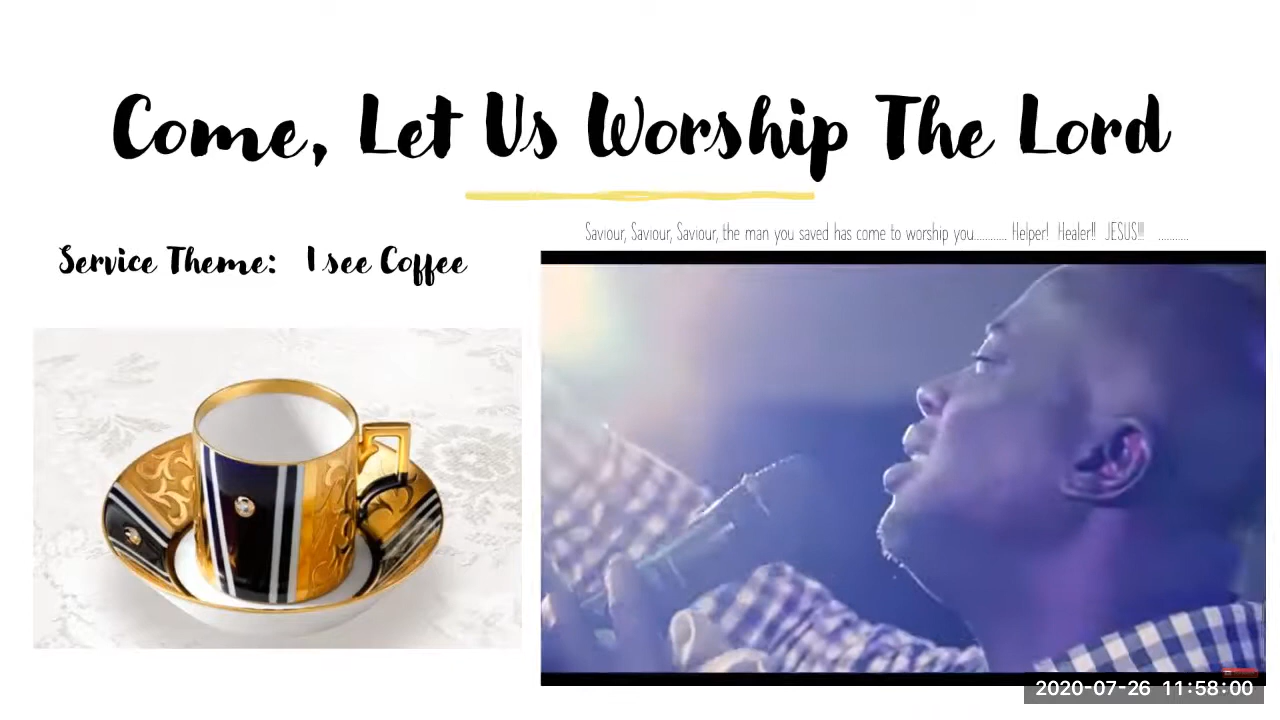 Come, Let Us Worship The Lord
Saviour, Saviour, Saviour, the man you saved has come to worship you........... Helper! Healer!! JESUS!!! ..........
Service Theme: I see Coffee
2020-07-26 11:58:00